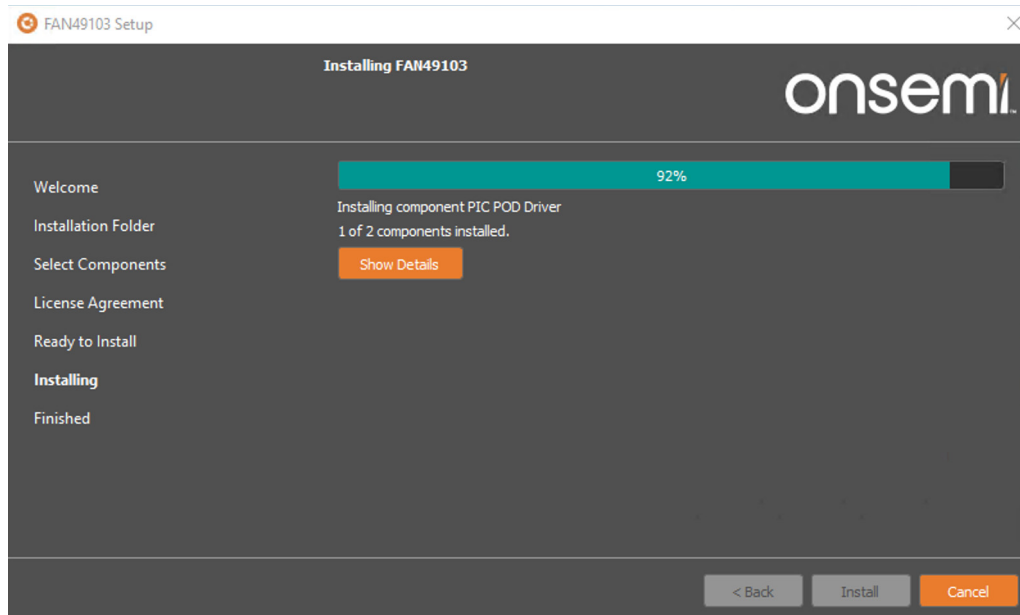 FAN49103 Setup
Installing FAN49103
onsemi
TM
Welcome
Installation Folder
Select Components
License Agreement
Ready to Install
Installing
Finished
92%
Installing component PIC POD Driver
1 of 2 components installed.
Show Details
< Back
Install
Cancel